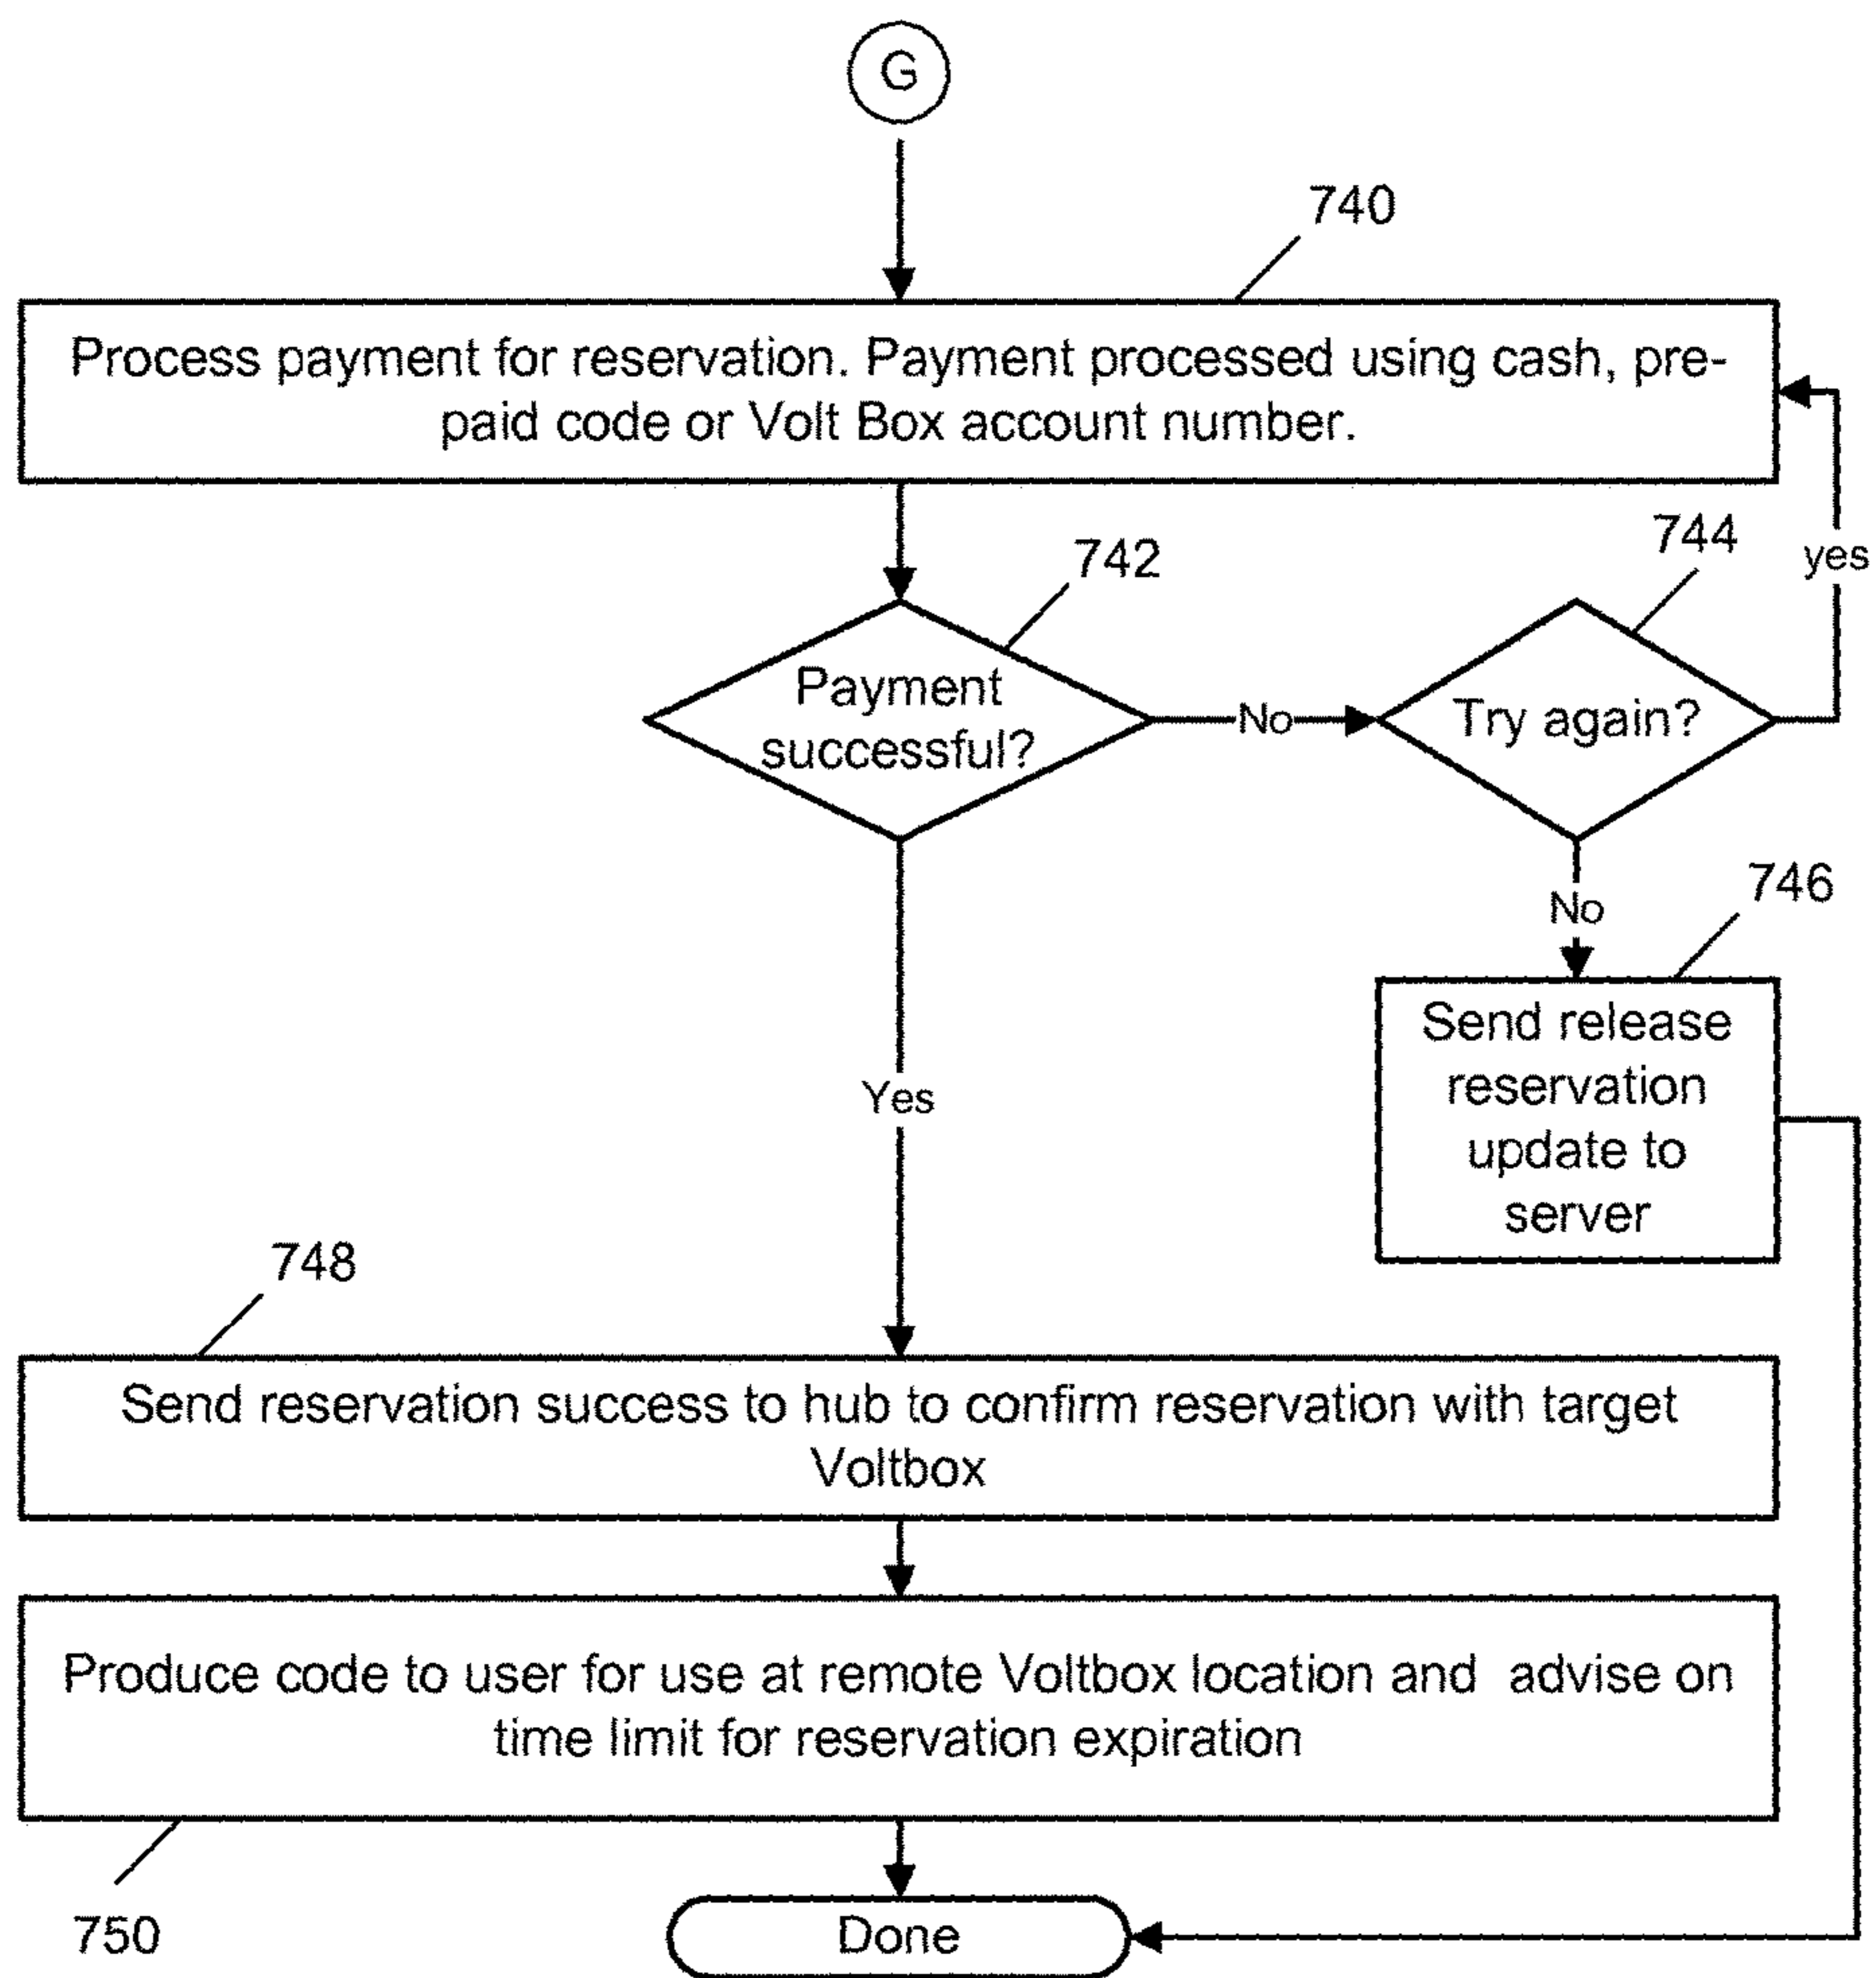 G
740
Process payment for reservation. Payment processed using cash, pre-
paid code or Volt Box account number.
742
744
yes
Payment
successful?
No
Try again?
No
746
Send release
reservation
update to
server
Yes
748
Send reservation success to hub to confirm reservation with target
Voltbox
Produce code to user for use at remote Voltbox location and advise on
time limit for reservation expiration
750
Done